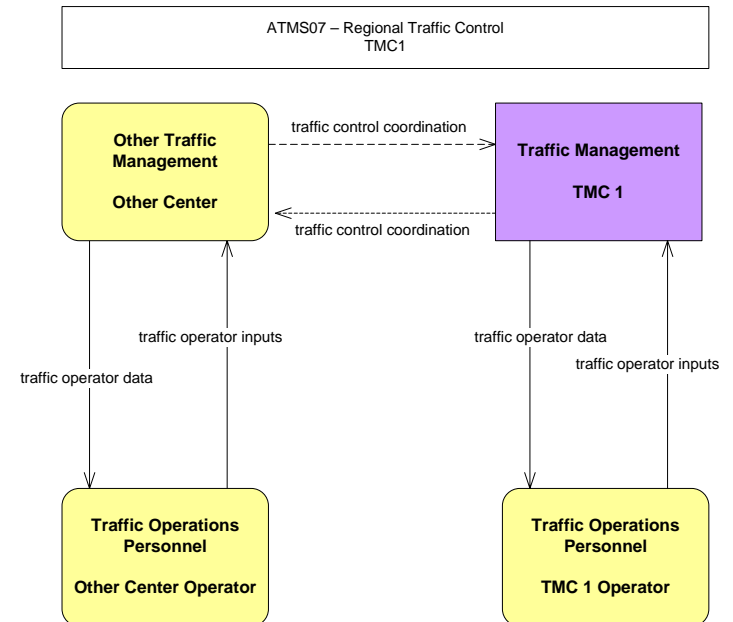 ATMS07 – Regional Traffic Control
TMC1
Other Traffic
Management
Other Center
traffic control coordination
Traffic Management
TMC 1
traffic control coordination
traffic operator inputs
traffic operator data
traffic operator data
traffic operator inputs
Traffic Operations
Personnel
Other Center Operator
Traffic Operations
Personnel
TMC 1 Operator